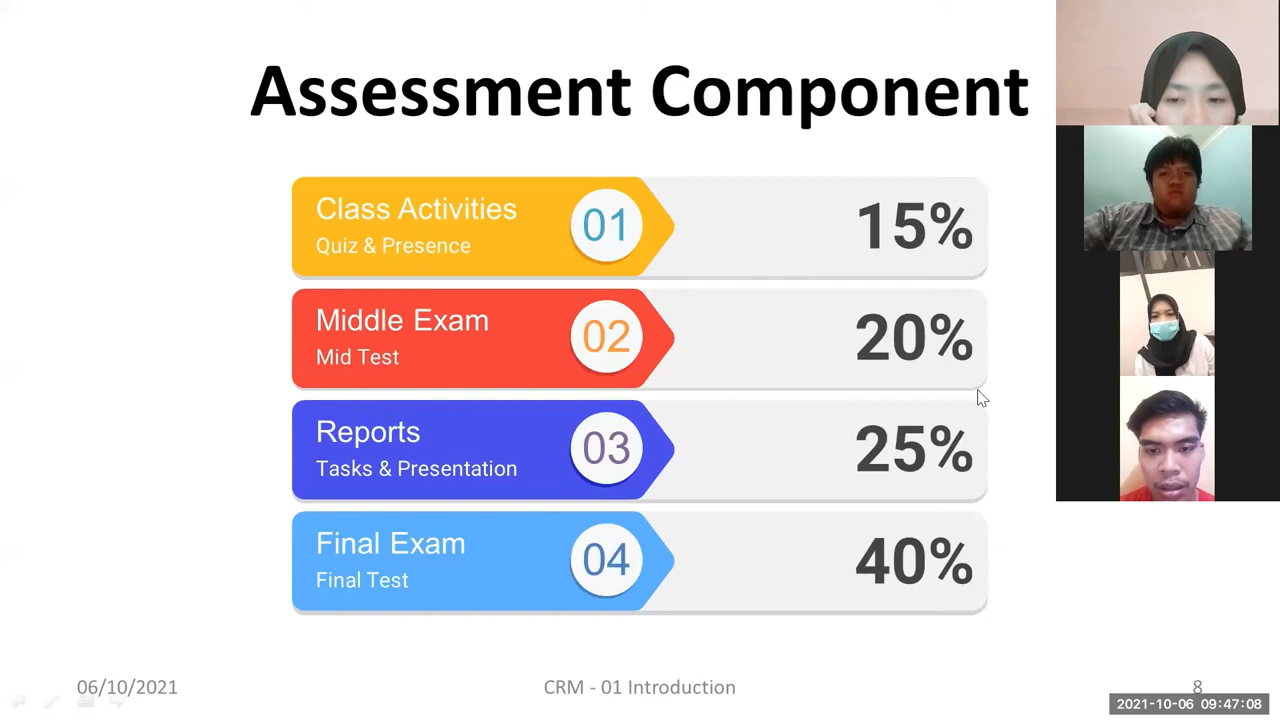 Assessment Component
Class Activities
Quiz & Presence
01
15%
Middle Exam
Mid Test
02
20%
Reports
Tasks & Presentation
03
25%
Final Exam
Final Test
04
40%
06/10/2021
CRM - 01 Introduction
8
2021-10-06 09:47:08